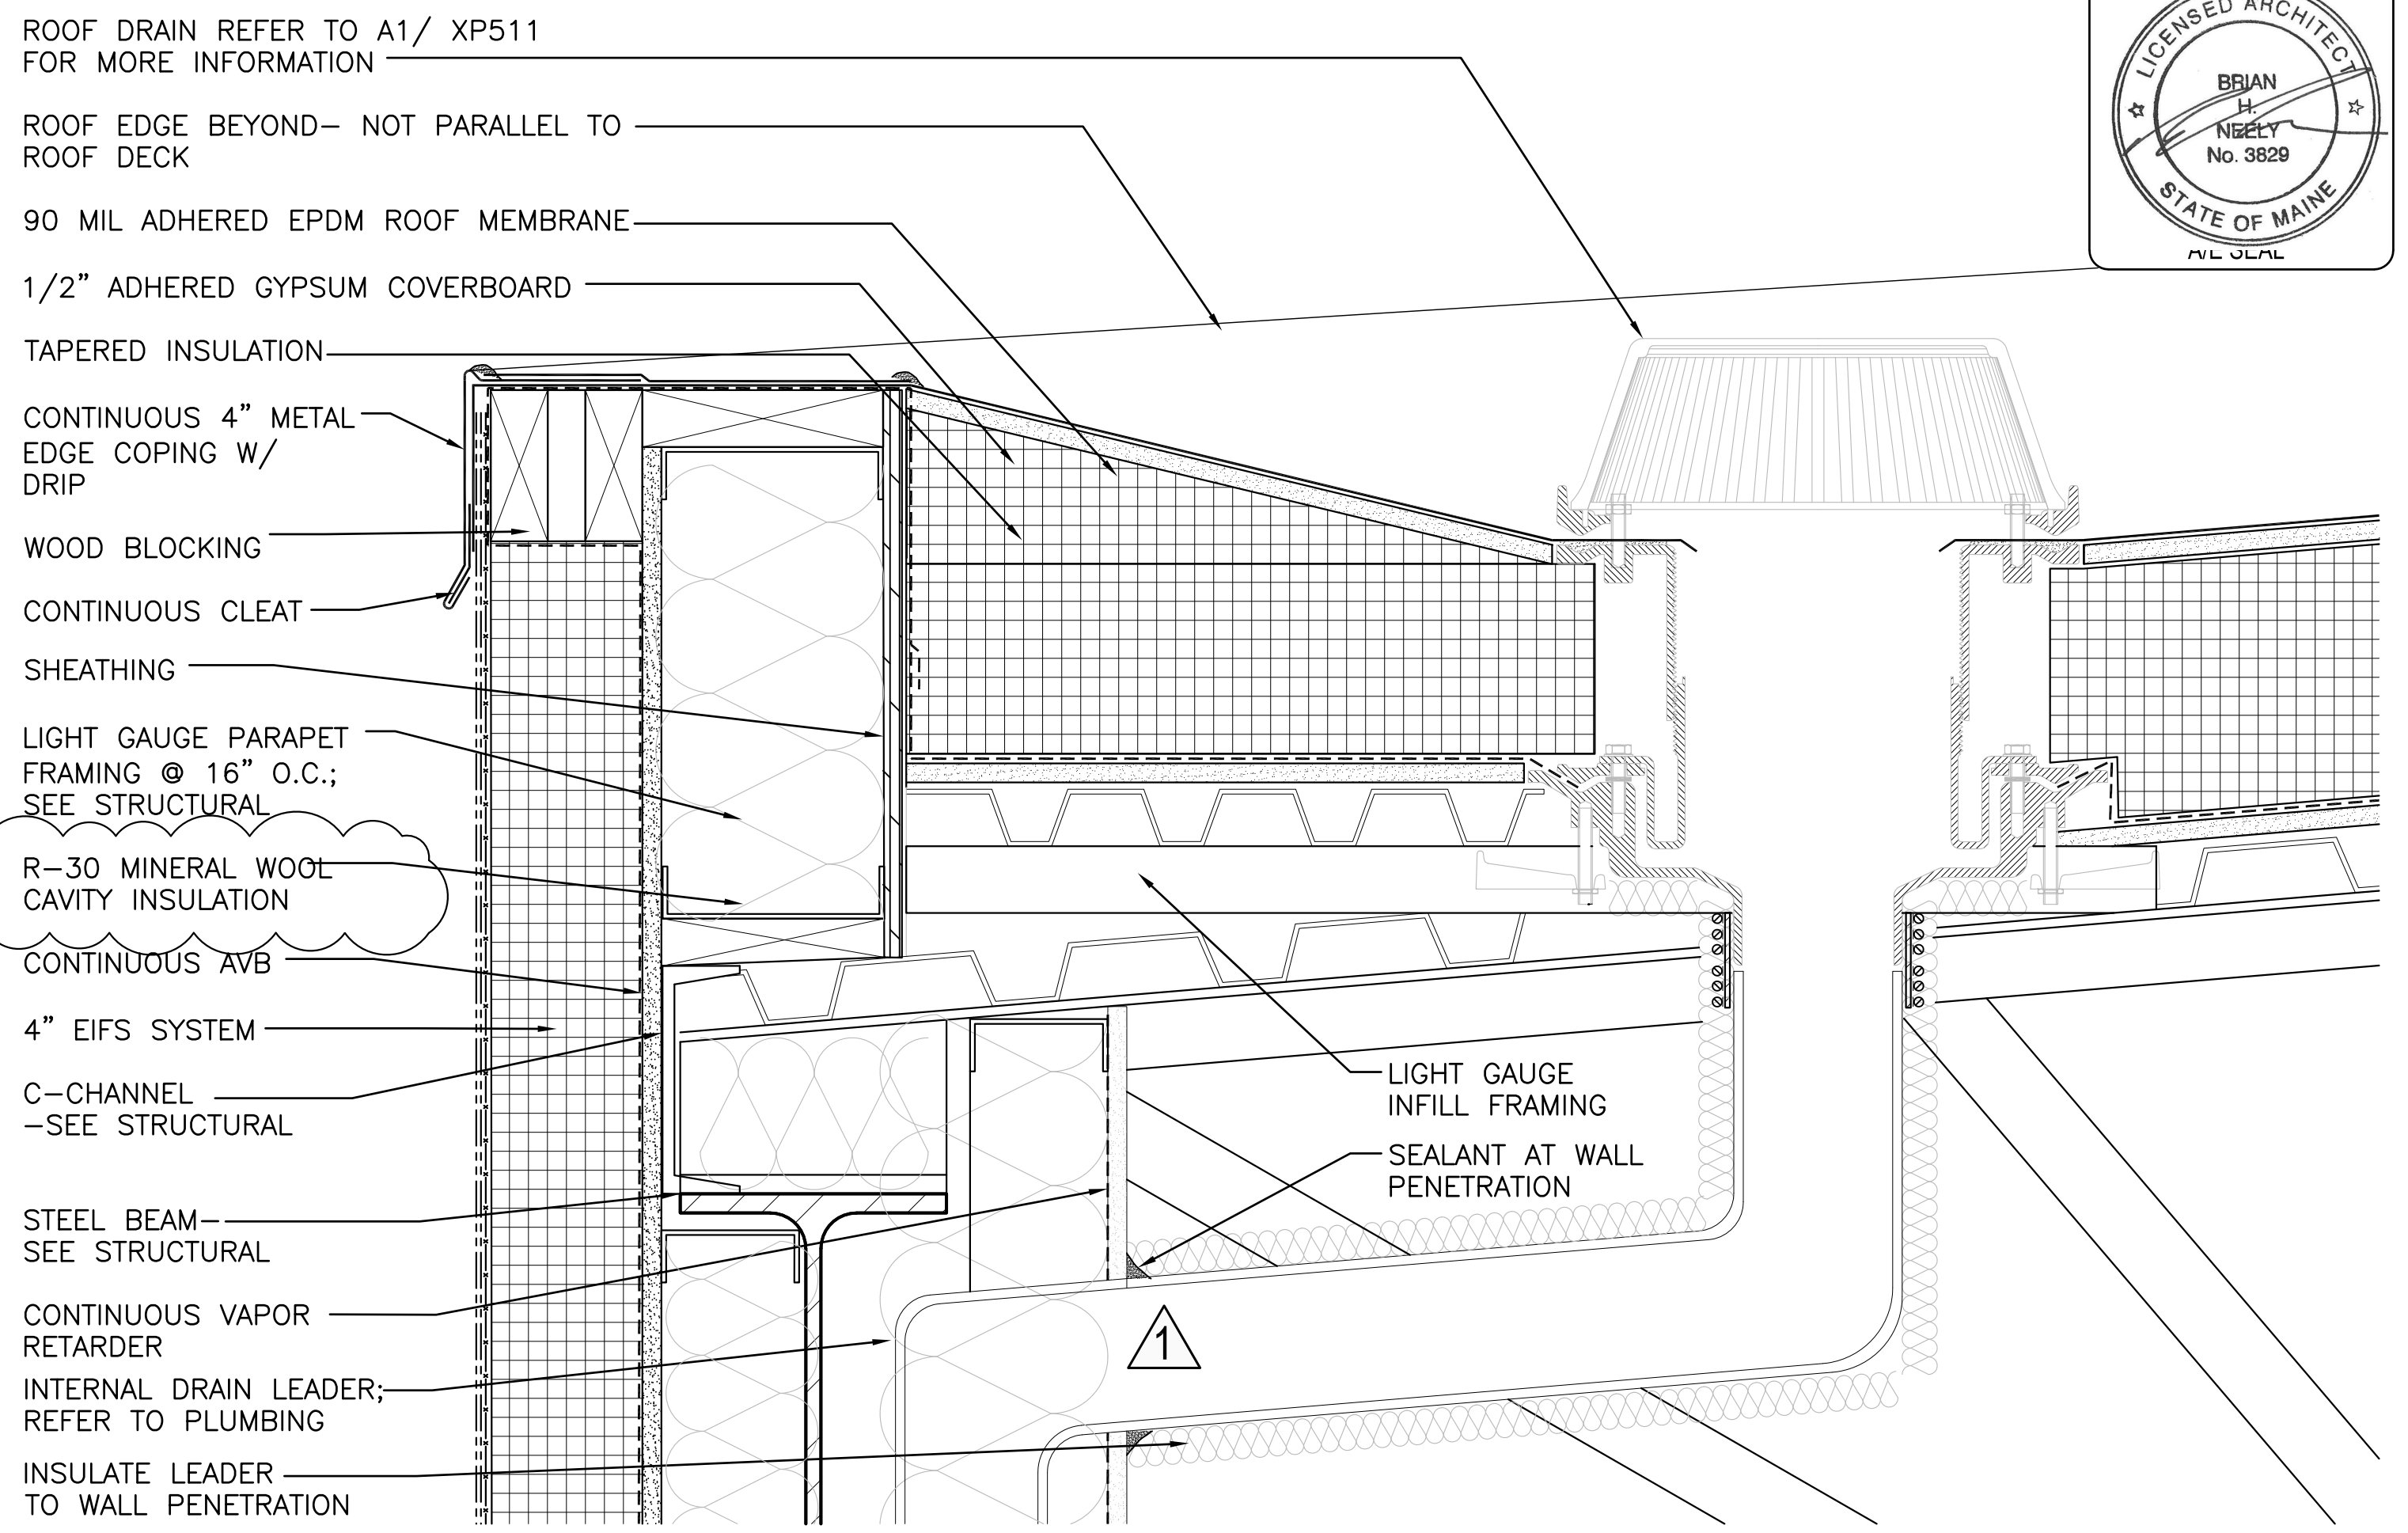 ROOF DRAIN REFER TO A1/ XP511
FOR MORE INFORMATION
ROOF EDGE BEYOND– NOT PARALLEL TO
ROOF DECK
90 MIL ADHERED EPDM ROOF MEMBRANE
1/2” ADHERED GYPSUM COVERBOARD
TAPERED INSULATION
CONTINUOUS 4” METAL
EDGE COPING W/
DRIP
WOOD BLOCKING
CONTINUOUS CLEAT
SHEATHING
LIGHT GAUGE PARAPET
FRAMING @ 16” O.C.;
SEE STRUCTURAL
R–30 MINERAL WOOL
CAVITY INSULATION
CONTINUOUS AVB
4” EIFS SYSTEM
C–CHANNEL
–SEE STRUCTURAL
STEEL BEAM–
SEE STRUCTURAL
CONTINUOUS VAPOR
RETARDER
INTERNAL DRAIN LEADER;
REFER TO PLUMBING
INSULATE LEADER
TO WALL PENETRATION
LIGHT GAUGE
INFILL FRAMING
SEALANT AT WALL
PENETRATION
1
LICENSED ARCHITECT
BRIAN
H.
NEELY
No. 3829
STATE OF MAINE
A/E SEAL